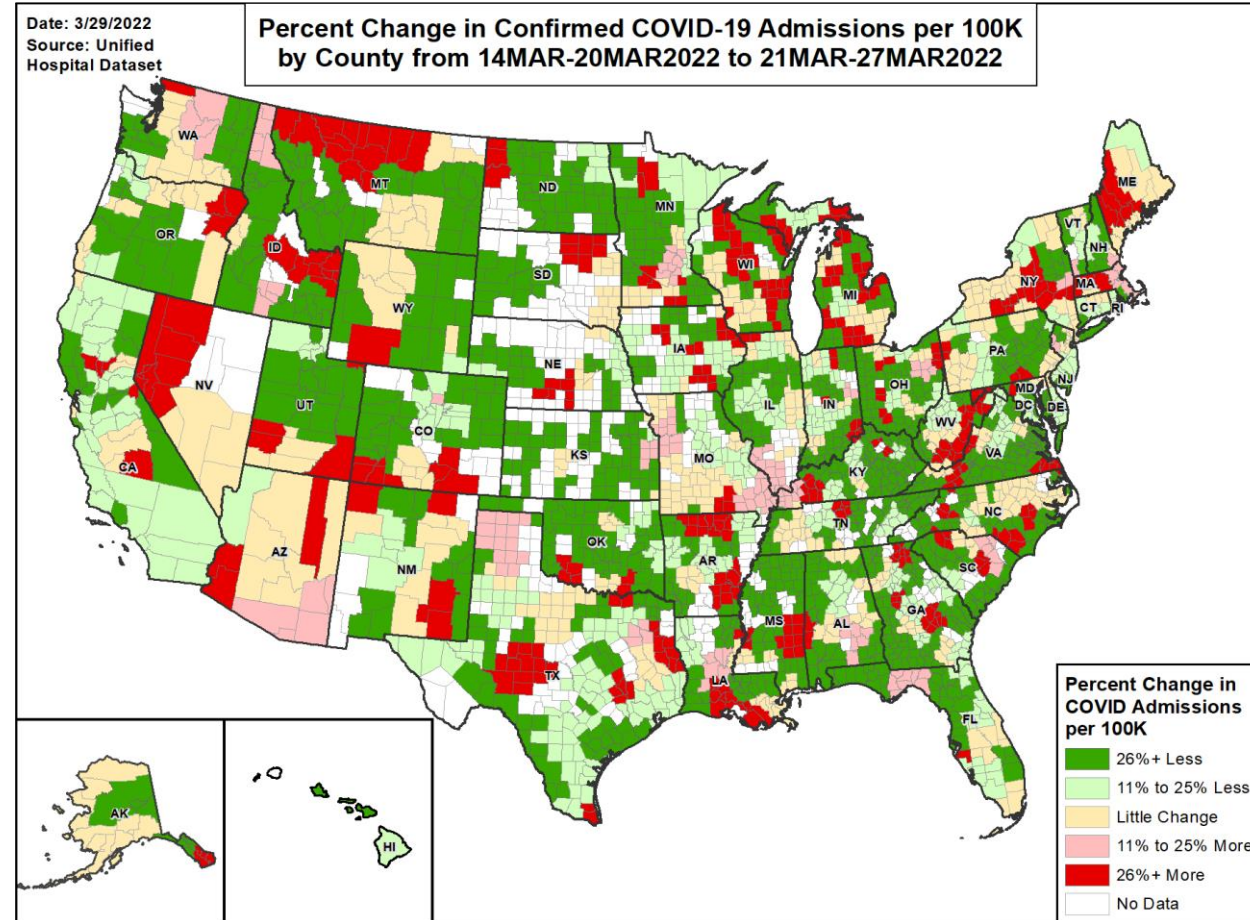 Date: 3/29/2022
Source: Unified
Hospital Dataset
Percent Change in Confirmed COVID-19 Admissions per 100K
by County from 14MAR-20MAR2022 to 21MAR-27MAR2022
WA
MT
ND
MN
ME
VT
NH
OR
ID
SD
WI
MI
NY
MA
CT
RI
WY
IA
PA
NJ
NV
UT
NE
OH
MD
DC
DE
IL
IN
WV
VA
CO
KS
MO
KY
CA
NC
TN
AZ
NM
OK
AR
SC
MS
AL
GA
TX
LA
FL
AK
HI
Percent Change in
COVID Admissions
per 100K
26%+ Less
11% to 25% Less
Little Change
11% to 25% More
26%+ More
No Data